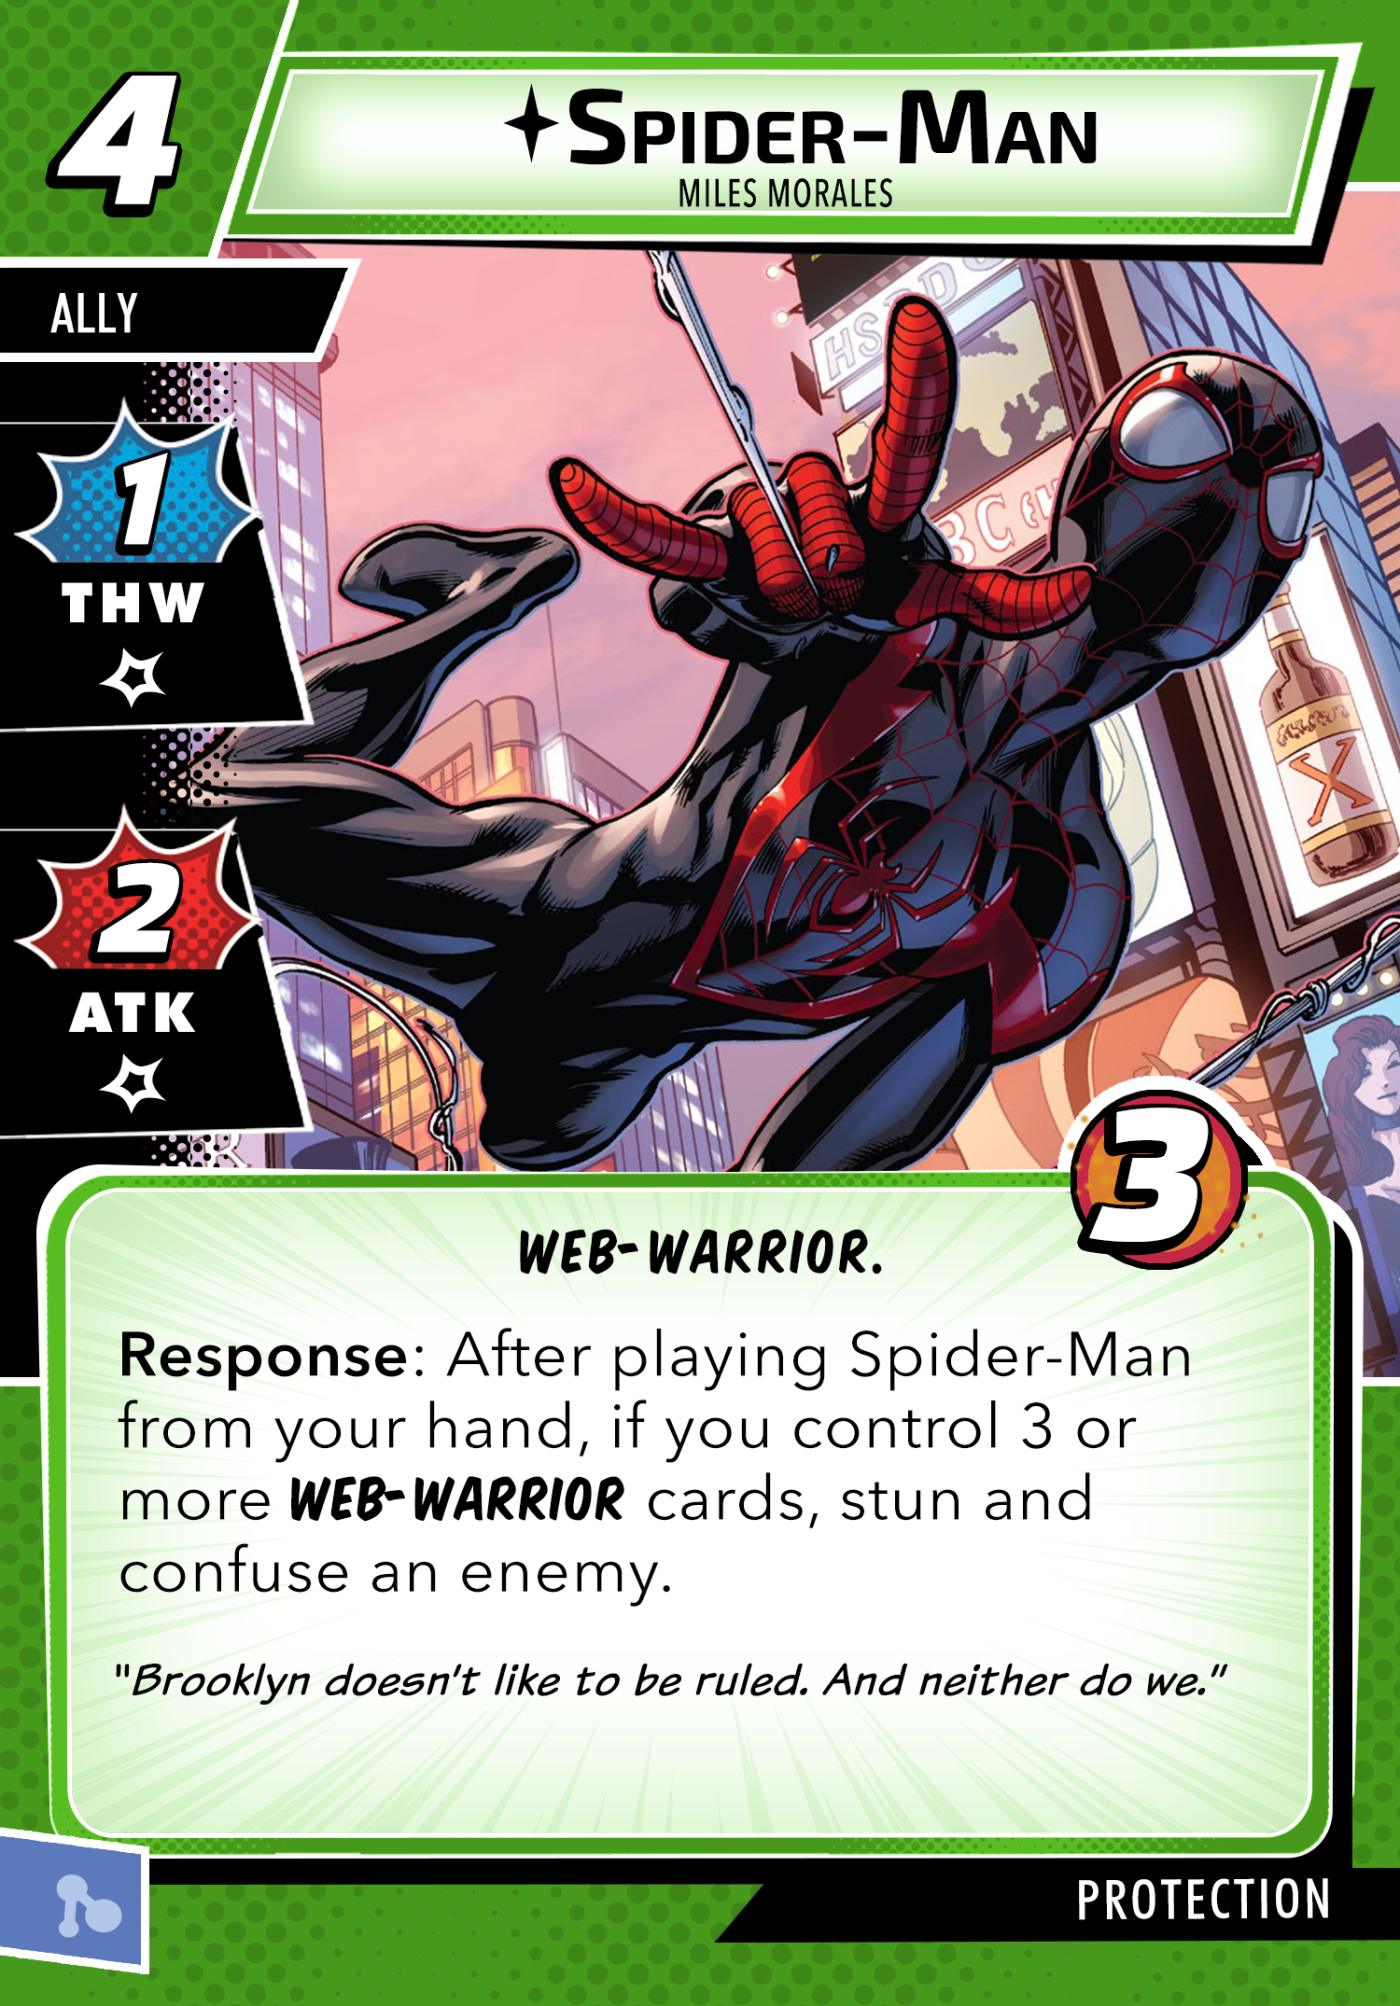 4
SPIDER-MAN
MILES MORALES
ALLY
1
THW
2
ATK
3
WEB-WARRIOR.
Response: After playing Spider-Man
from your hand, if you control 3 or
more WEB-WARRIOR cards, stun and
confuse an enemy.
"Brooklyn doesn't like to be ruled. And neither do we."
PROTECTION
X